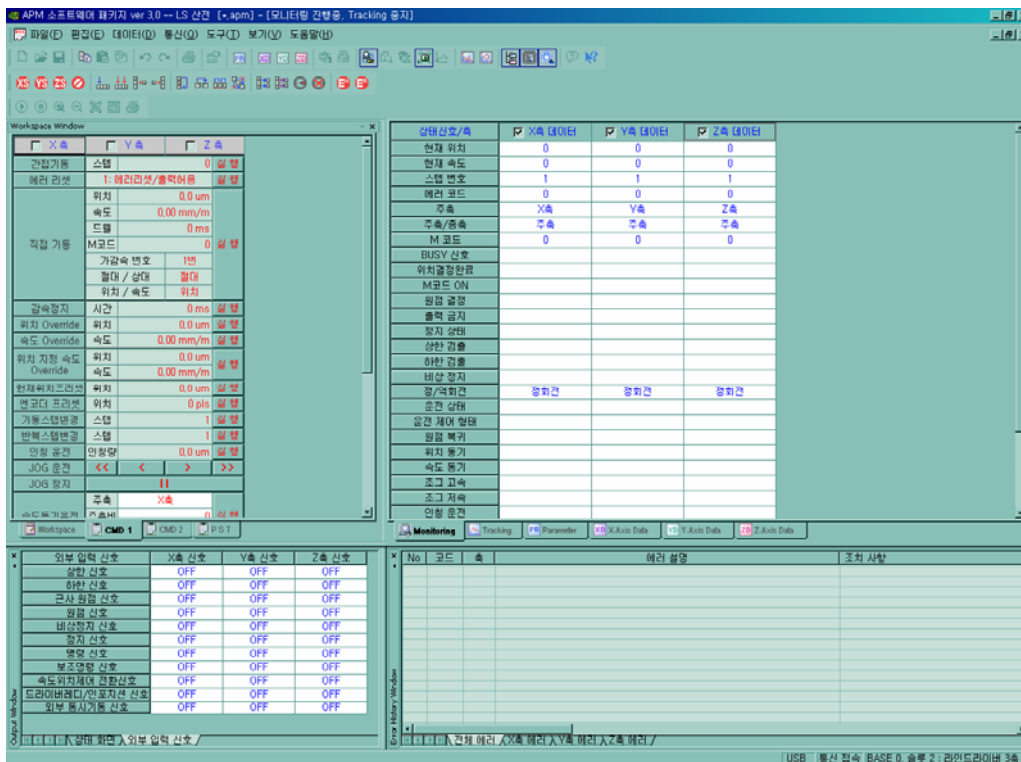 APM 소프트웨어 패키지 ver 3.0 -- LS 산전 [*.apm] - [모니터링 진행중, Tracking 중지]
파일(F) 편집(E) 데이터(D) 통신(O) 도구(T) 보기(V) 도움말(H)
Workspace Window
X 축 Y 축 Z 축
간접기동 스텝 0 실 행
에러 리셋 1: 에러리셋/출력허용 실 행
직접 기동 위치 0,0 um
속도 0,00 mm/m
드웰 0 ms
M코드 0 실 행
가감속 번호 1번
절대 / 상대 절대
위치 / 속도 위치
감속정지 시간 0 ms 실 행
위치 Override 위치 0,0 um 실 행
속도 Override 속도 0,00 mm/m 실 행
위치 지정 속도 Override 위치 0,0 um 실 행
속도 0,00 mm/m
현재위치프리셋 위치 0,0 um 실 행
엔코더 프리셋 위치 0 pls 실 행
기동스텝변경 스텝 1 실 행
반복스텝변경 스텝 1 실 행
인칭 운전 인칭량 0,0 um 실 행
JOG 운전 << < > >>
JOG 정지 II
주축 X축
속도동기운전 주축비 0 실 행
Workspace CMD 1 CMD 2 P S T
상태신호/축 X축 데이터 Y축 데이터 Z축 데이터
현재 위치 0 0 0
현재 속도 0 0 0
스텝 번호 1 1 1
에러 코드 0 0 0
주축 X축 Y축 Z축
주축/종축 주축 주축 주축
M 코드 0 0 0
BUSY 신호
위치결정완료
M코드 ON
원점 결정
출력 금지
정지 상태
상한 검출
하한 검출
비상 정지
정/역회전 정회전 정회전 정회전
운전 상태
운전 제어 형태
원점 복귀
위치 동기
속도 동기
조그 고속
조그 저속
인칭 운전
Monitoring Tracking Parameter X-Axis Data Y-Axis Data Z-Axis Data
외부 입력 신호 X축 신호 Y축 신호 Z축 신호
상한 신호 OFF OFF OFF
하한 신호 OFF OFF OFF
근사 원점 신호 OFF OFF OFF
원점 신호 OFF OFF OFF
비상정지 신호 OFF OFF OFF
정지 신호 OFF OFF OFF
명령 신호 OFF OFF OFF
보조명령 신호 OFF OFF OFF
속도위치제어 전환신호 OFF OFF OFF
드라이버레디/인포지션 신호 OFF OFF OFF
외부 동시기동 신호 OFF OFF OFF
Output Window
상태 화면 외부 입력 신호
No 코드 축 에러 설명 조치 사항
Error History Window
전체 에러 X축 에러 Y축 에러 Z축 에러
USB 통신 접속 BASE 0, 슬롯 2 : 라인드라이버 3축